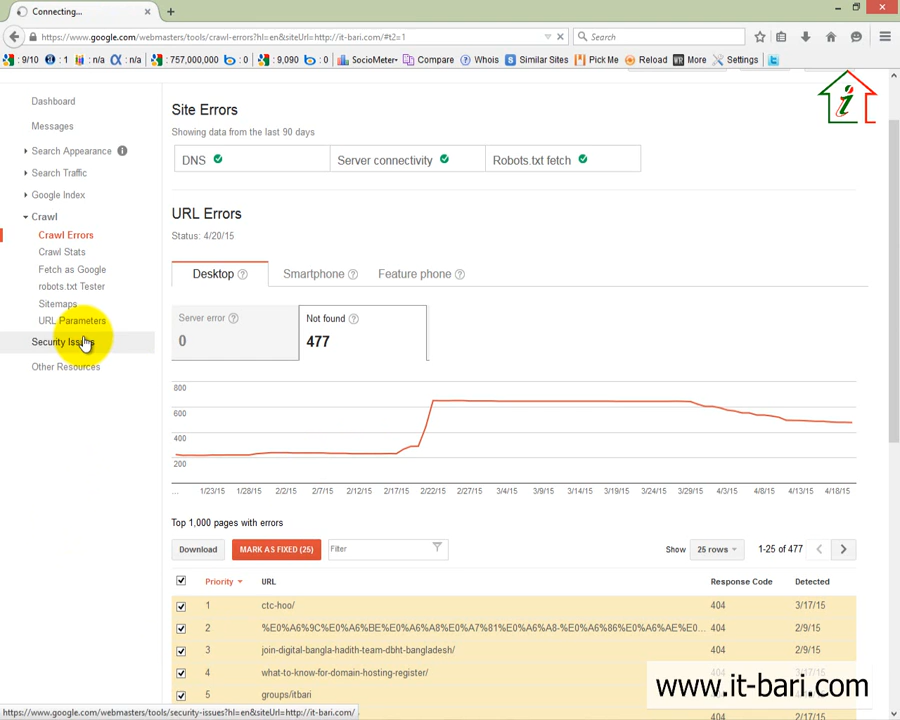 Connecting...
https://www.google.com/webmasters/tools/crawl-errors?hl=en&siteUrl=http://it-bari.com/#t2=1
Search
: 9/10 : 1 : n/a : n/a : 757,000,000 : 0 : 9,090 : 0 SocioMeter Compare Whois Similar Sites Pick Me Reload More Settings
Dashboard
Messages
Search Appearance
Search Traffic
Google Index
Crawl
Crawl Errors
Crawl Stats
Fetch as Google
robots.txt Tester
Sitemaps
URL Parameters
Security Issues
Other Resources
i
Site Errors
Showing data from the last 90 days
DNS Server connectivity Robots.txt fetch
URL Errors
Status: 4/20/15
Desktop ? Smartphone ? Feature phone ?
Server error ? Not found ?
0 477
800
600
400
200
... 1/23/15 1/28/15 2/2/15 2/7/15 2/12/15 2/17/15 2/22/15 2/27/15 3/4/15 3/9/15 3/14/15 3/19/15 3/24/15 3/29/15 4/3/15 4/8/15 4/13/15 4/18/15
Top 1,000 pages with errors
Download MARK AS FIXED (25) Filter Show 25 rows 1-25 of 477
Priority URL Response Code Detected
1 ctc-hoo/ 404 3/17/15
2 %E0%A6%9C%E0%A6%BE%E0%A6%A8%E0%A7%81%E0%A6%A8-%E0%A6%86%E0%A6%AE%E0... 404 2/9/15
3 join-digital-bangla-hadith-team-dbht-bangladesh/ 404 2/9/15
4 what-to-know-for-domain-hosting-register/
5 groups/itbari
www.it-bari.com
https://www.google.com/webmasters/tools/security-issues?hl=en&siteUrl=http://it-bari.com/